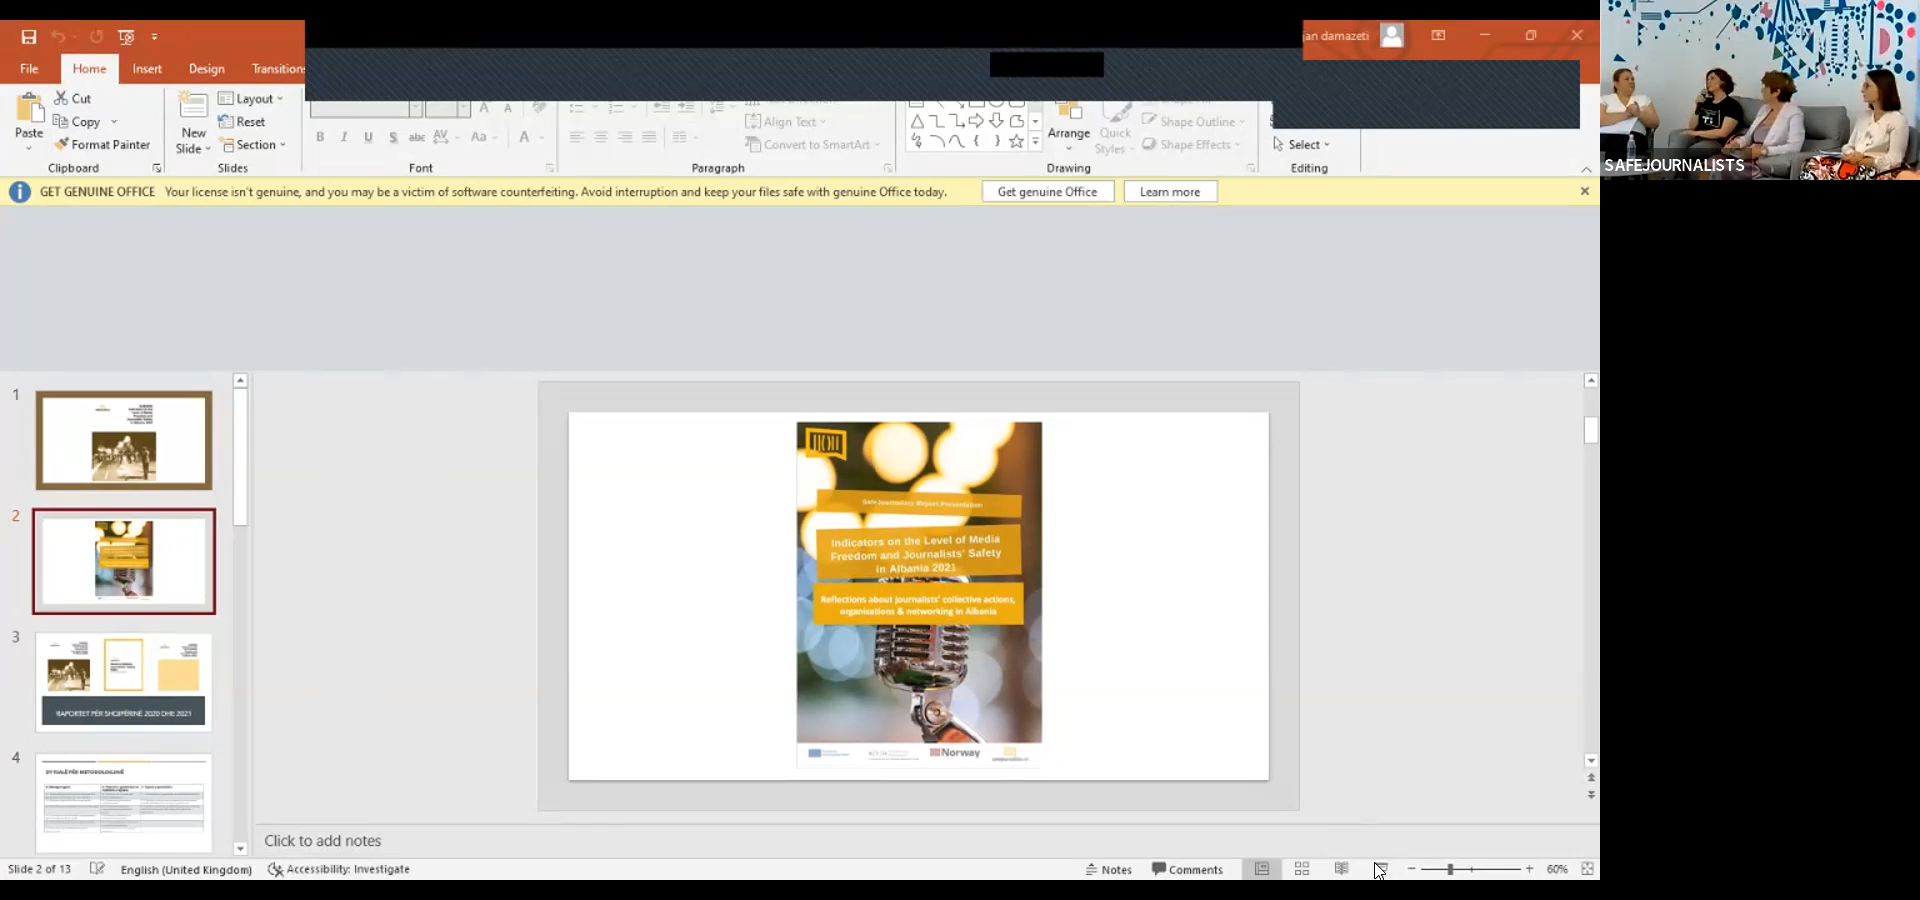 jan damazeti
File
Home
Insert
Design
Transitions
Cut
Copy
Format Painter
Paste
Clipboard
New
Slide
Layout
Reset
Section
Slides
Font
Align Text
Convert to SmartArt
Paragraph
Arrange
Quick
Styles
Shape Outline
Shape Effects
Drawing
Select
Editing
MIND
SAFEJOURNALISTS
GET GENUINE OFFICE Your license isn't genuine, and you may be a victim of software counterfeiting. Avoid interruption and keep your files safe with genuine Office today.
Get genuine Office
Learn more
1
2
3
RAPORTET PËR SHQIPËRINË 2020 DHE 2021
4
SafeJournalists Report Presentation
Indicators on the Level of Media
Freedom and Journalists' Safety
in Albania 2021
Reflections about journalists' collective actions,
organisations & networking in Albania
Norway
Click to add notes
Slide 2 of 13
English (United Kingdom)
Accessibility: Investigate
Notes
Comments
60%